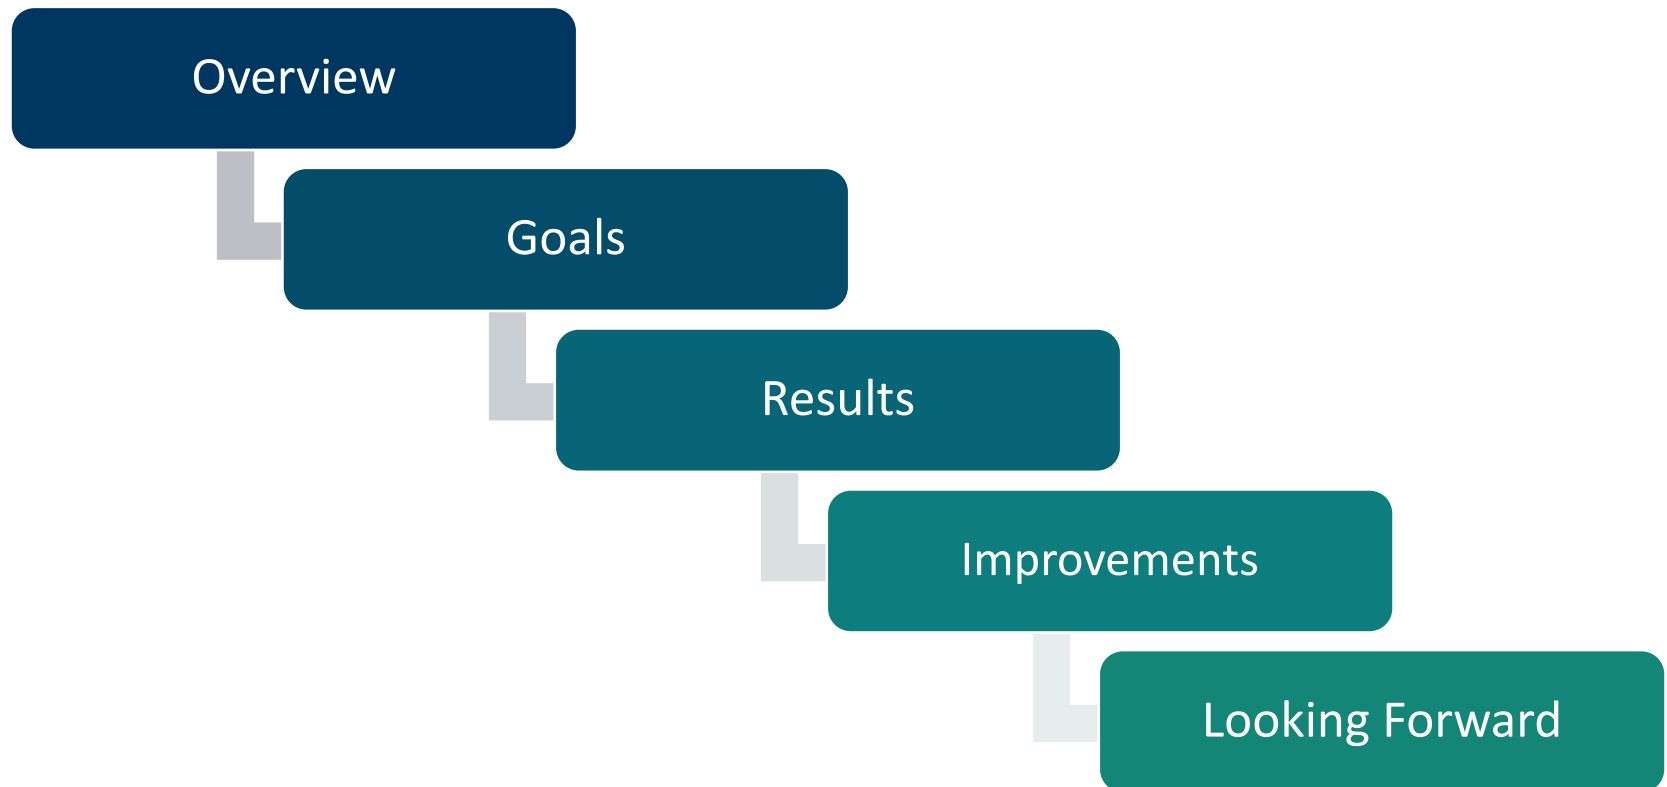 Overview
Goals
Results
Improvements
Looking Forward